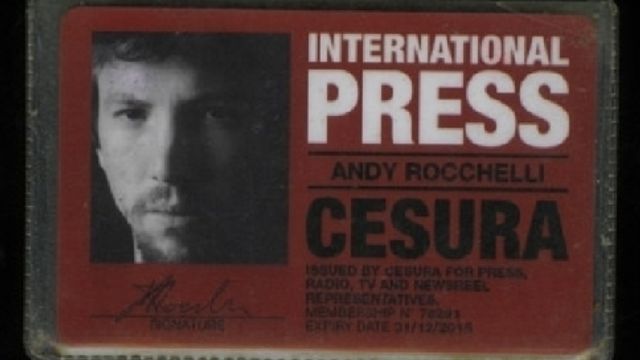 INTERNATIONAL
PRESS
ANDY ROCCHELLI
CESURA
ISSUED BY CESURA FOR PRESS,
RADIO, TV AND NEWSREEL
REPRESENTATIVES.
MEMBERSHIP N°
EXPIRY DATE 31/12/2015
SIGNATURE